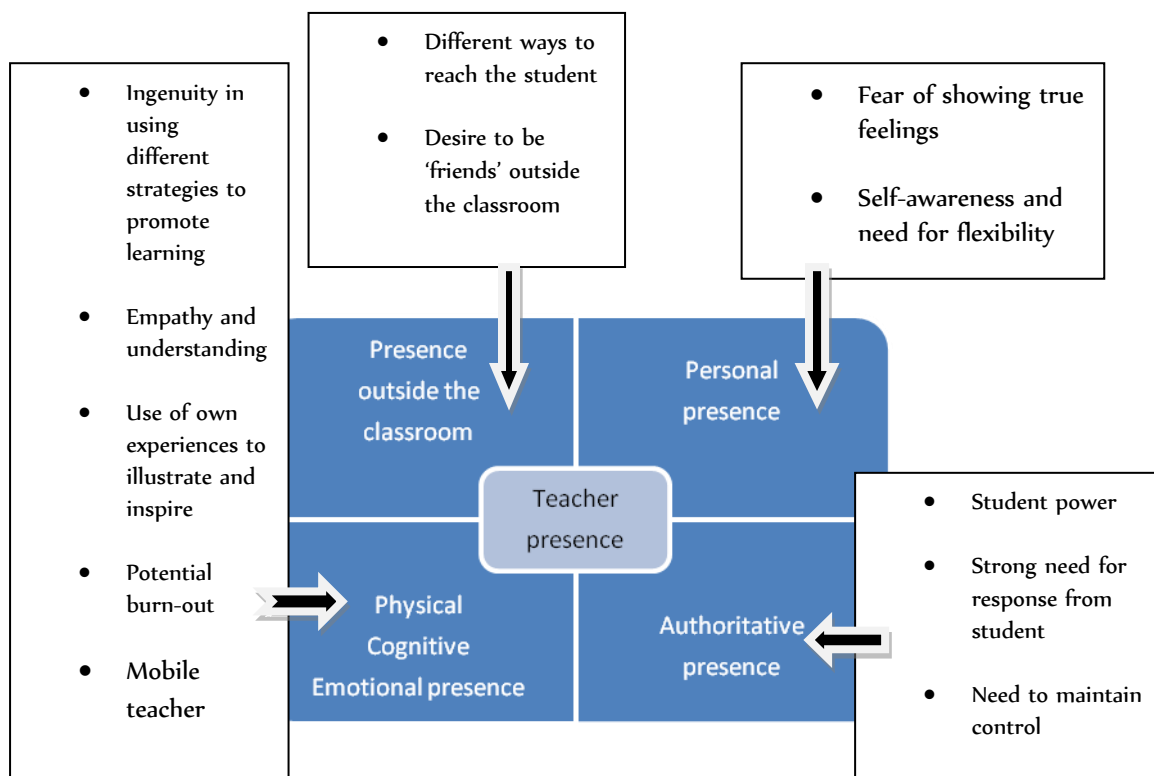 • Ingenuity in
using
different
strategies to
promote
learning
• Empathy and
understanding
• Use of own
experiences to
illustrate and
inspire
• Potential
burn-out
• Mobile
teacher
• Different ways to
reach the student
• Desire to be
‘friends’ outside
the classroom
• Fear of showing true
feelings
• Self-awareness and
need for flexibility
Presence
outside the
classroom
Personal
presence
Teacher
presence
Physical
Cognitive
Emotional presence
Authoritative
presence
• Student power
• Strong need for
response from
student
• Need to maintain
control